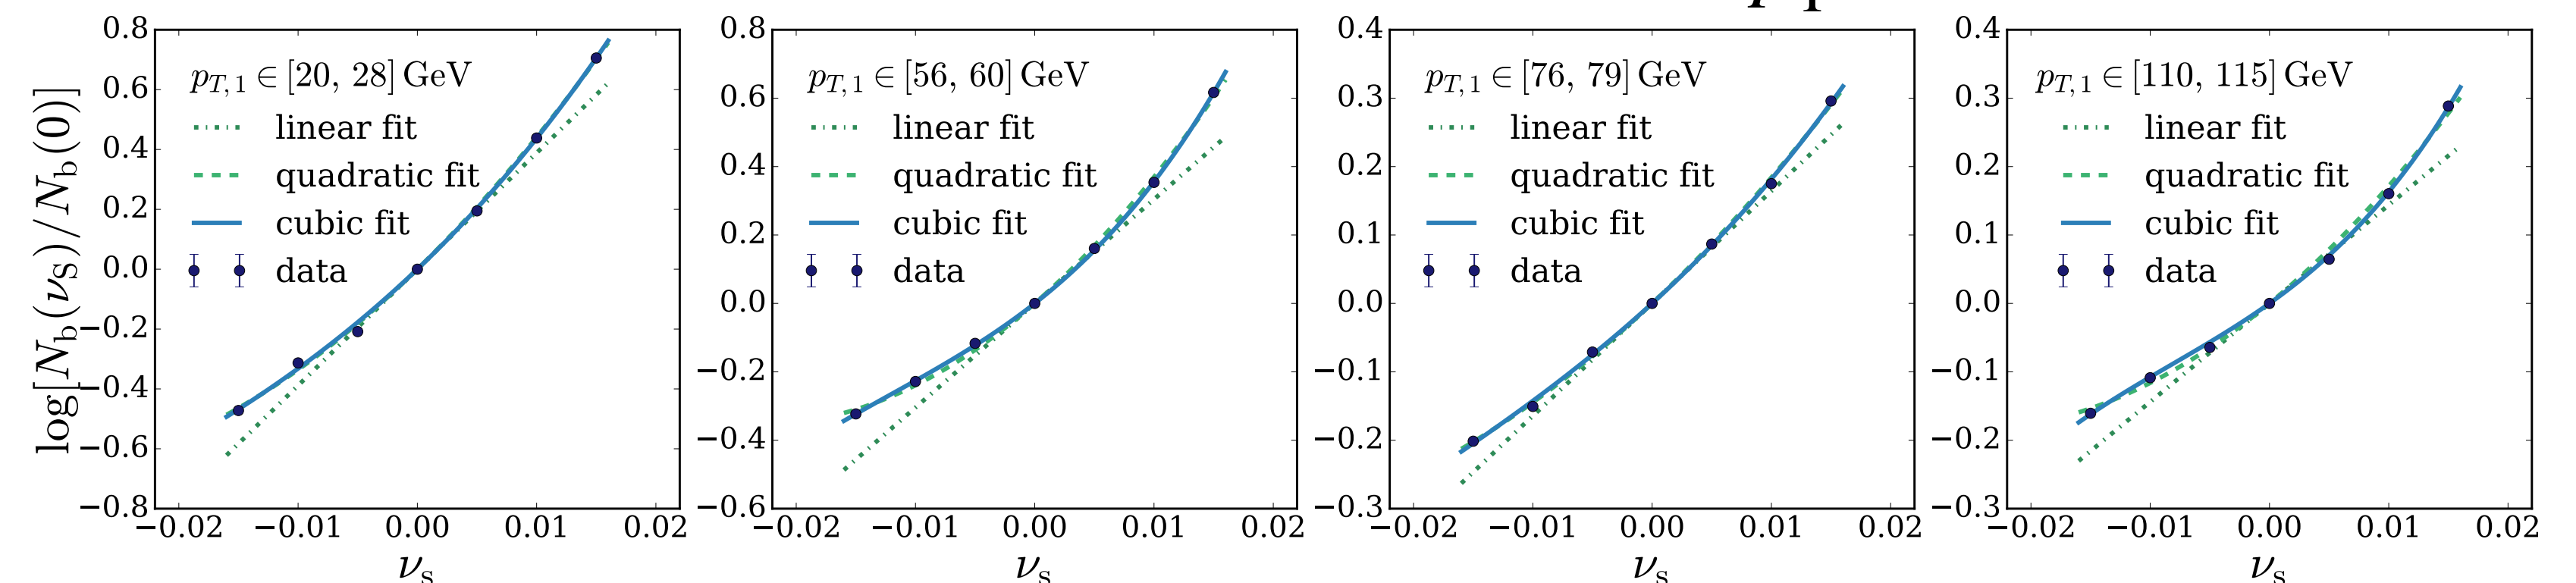 p p
0.8
0.6
0.4
0.2
0.0
−0.2
−0.4
−0.6
−0.8
log[N_b(ν_S)/N_b(0)]
p_{T,1} ∈ [20, 28] GeV
linear fit
quadratic fit
cubic fit
data
−0.02 −0.01 0.00 0.01 0.02
ν_s
0.8
0.6
0.4
0.2
0.0
−0.2
−0.4
−0.6
p_{T,1} ∈ [56, 60] GeV
linear fit
quadratic fit
cubic fit
data
−0.02 −0.01 0.00 0.01 0.02
ν_s
0.4
0.3
0.2
0.1
0.0
−0.1
−0.2
−0.3
p_{T,1} ∈ [76, 79] GeV
linear fit
quadratic fit
cubic fit
data
−0.02 −0.01 0.00 0.01 0.02
ν_s
0.4
0.3
0.2
0.1
0.0
−0.1
−0.2
−0.3
p_{T,1} ∈ [110, 115] GeV
linear fit
quadratic fit
cubic fit
data
−0.02 −0.01 0.00 0.01 0.02
ν_s